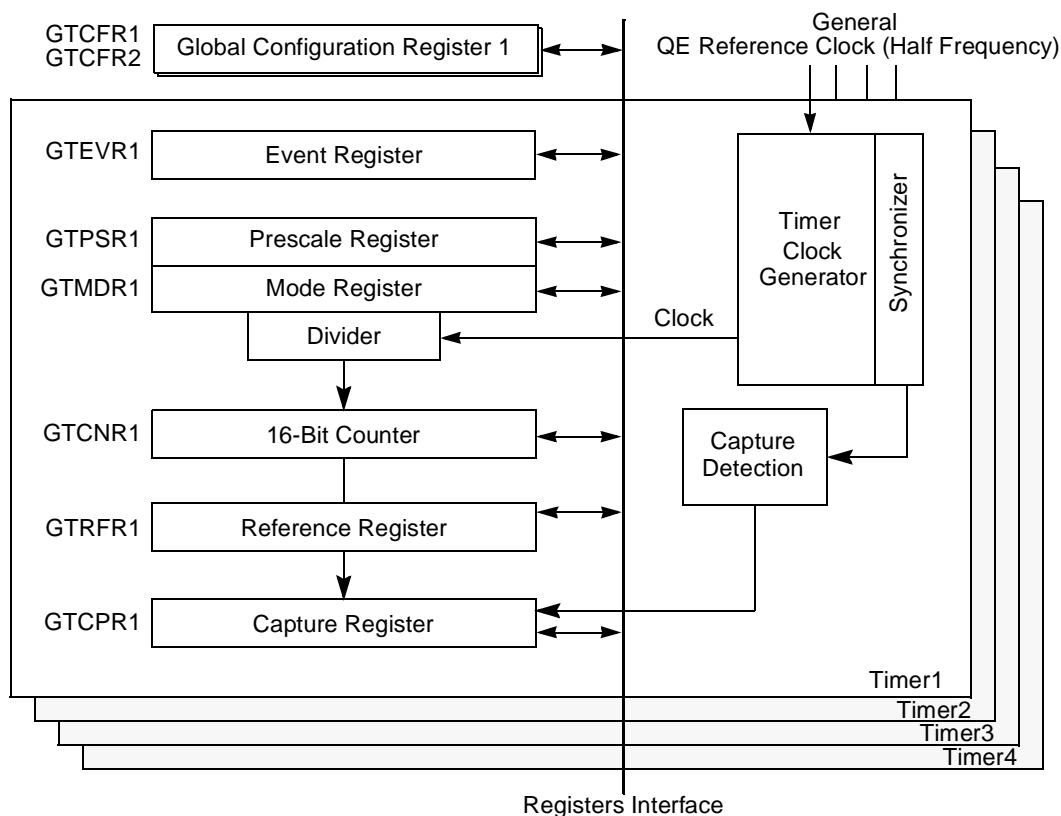 GTCFR1
GTCFR2
Global Configuration Register 1
General
QE Reference Clock (Half Frequency)
GTEVR1
Event Register
GTPSR1
Prescale Register
GTMDR1
Mode Register
Divider
Clock
Timer
Clock
Generator
Synchronizer
GTCNR1
16-Bit Counter
Capture
Detection
GTRFR1
Reference Register
GTCPR1
Capture Register
Timer1
Timer2
Timer3
Timer4
Registers Interface